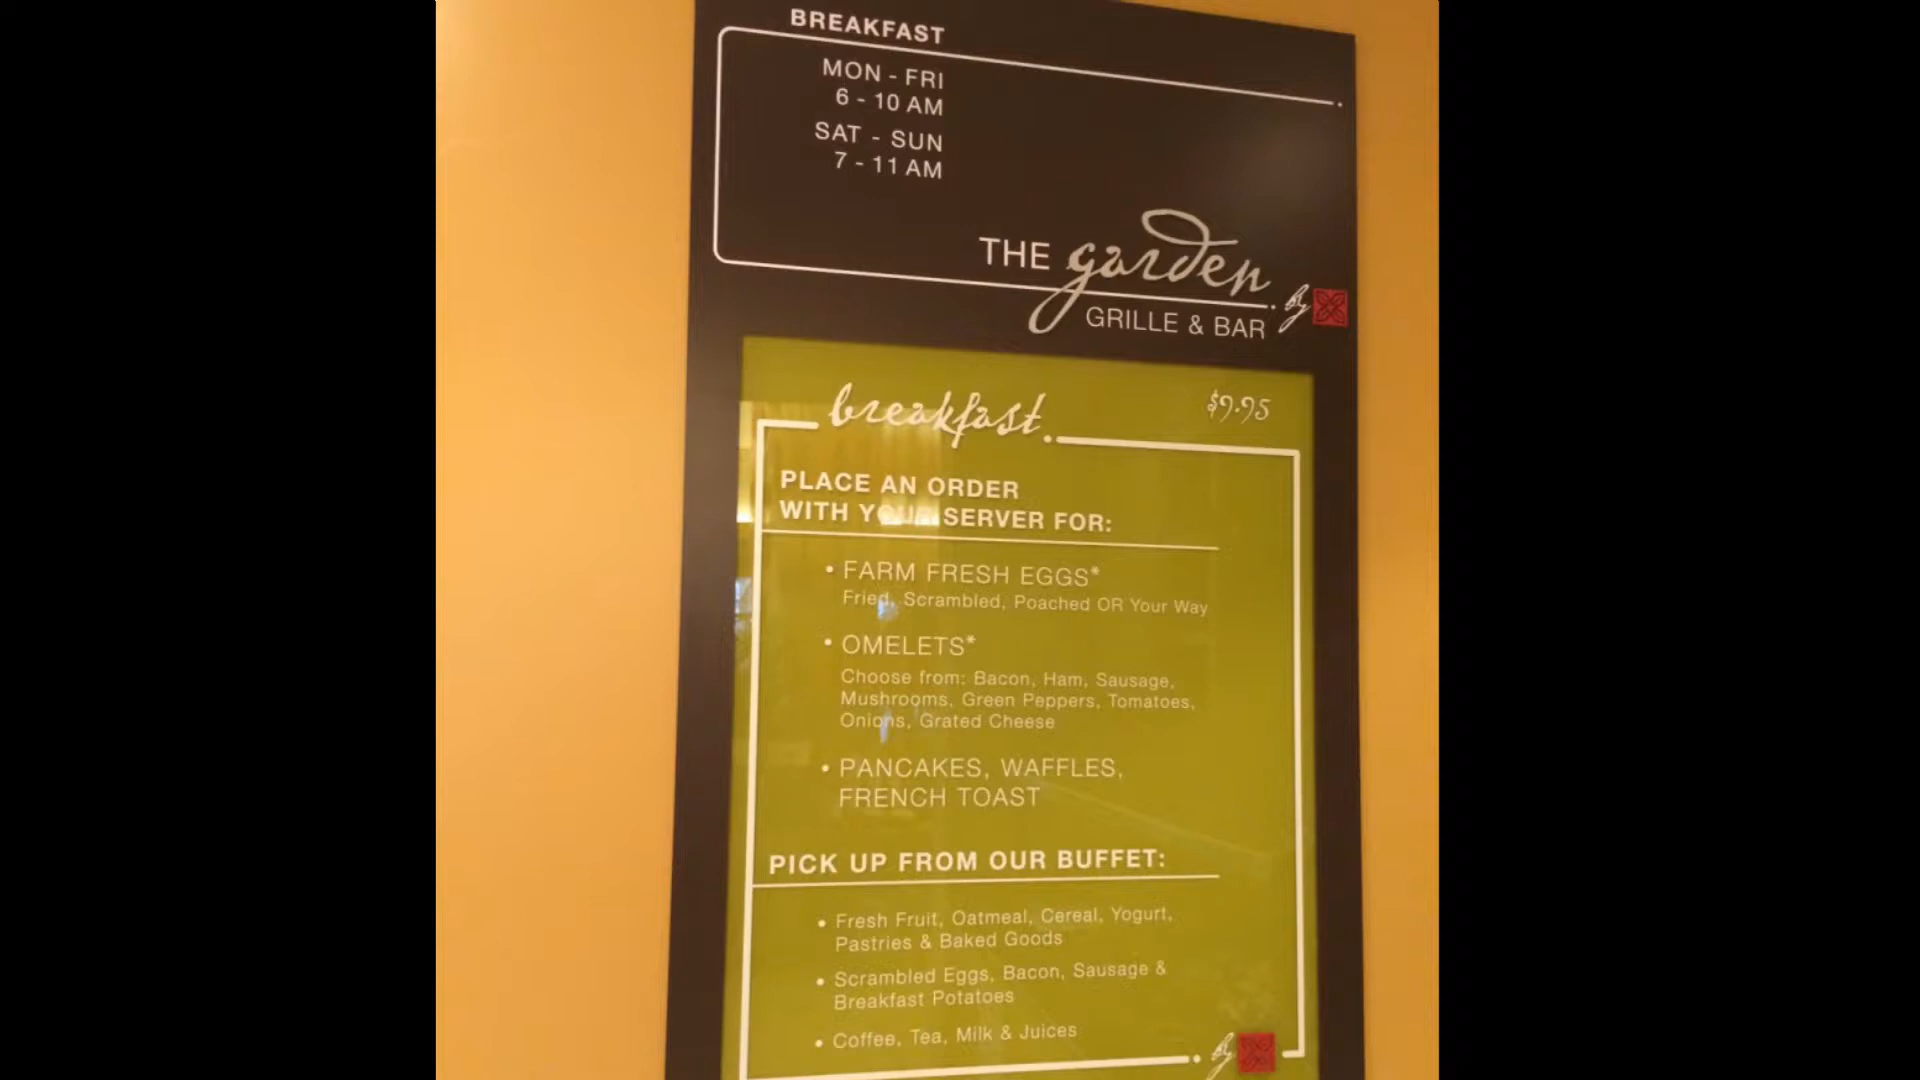 BREAKFAST
MON - FRI
6 - 10 AM
SAT - SUN
7 - 11 AM
THE garden
GRILLE & BAR
by
breakfast
$9.95
PLACE AN ORDER
WITH YOUR SERVER FOR:
• FARM FRESH EGGS*
Fried, Scrambled, Poached OR Your Way
• OMELETS*
Choose from: Bacon, Ham, Sausage,
Mushrooms, Green Peppers, Tomatoes,
Onions, Grated Cheese
• PANCAKES, WAFFLES,
FRENCH TOAST
PICK UP FROM OUR BUFFET:
• Fresh Fruit, Oatmeal, Cereal, Yogurt,
Pastries & Baked Goods
• Scrambled Eggs, Bacon, Sausage &
Breakfast Potatoes
• Coffee, Tea, Milk & Juices
by